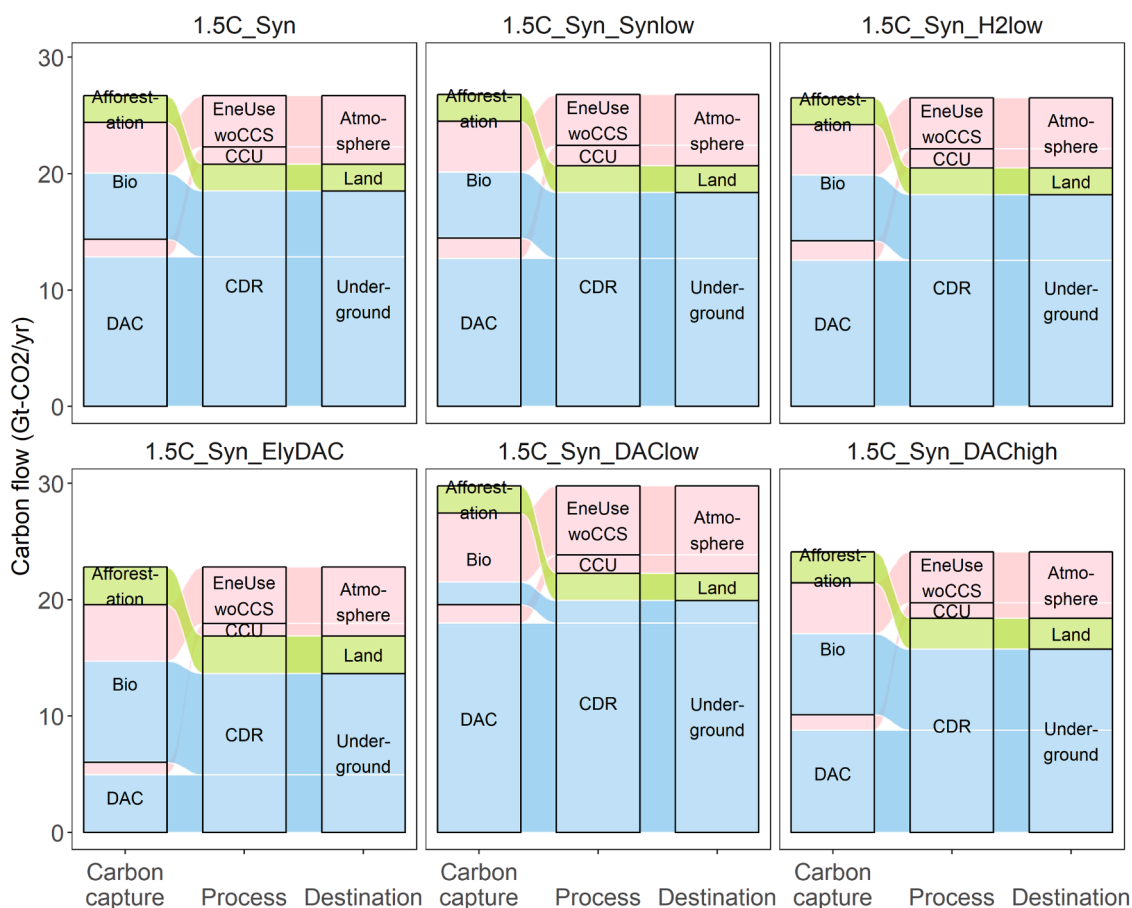 1.5C_Syn
1.5C_Syn_Synlow
1.5C_Syn_H2low
Carbon flow (Gt-CO2/yr)
30
20
10
0
Afforest-
ation
Bio
DAC
EneUse
woCCS
CCU
CDR
Atmo-
sphere
Land
Under-
ground
Afforest-
ation
Bio
DAC
EneUse
woCCS
CCU
CDR
Atmo-
sphere
Land
Under-
ground
Afforest-
ation
Bio
DAC
EneUse
woCCS
CCU
CDR
Atmo-
sphere
Land
Under-
ground
1.5C_Syn_ElyDAC
1.5C_Syn_DAClow
1.5C_Syn_DAChigh
30
20
10
0
Afforest-
ation
Bio
DAC
EneUse
woCCS
CCU
CDR
Atmo-
sphere
Land
Under-
ground
Afforest-
ation
Bio
DAC
EneUse
woCCS
CCU
CDR
Atmo-
sphere
Land
Under-
ground
Afforest-
ation
Bio
DAC
EneUse
woCCS
CCU
CDR
Atmo-
sphere
Land
Under-
ground
Carbon
capture
Process
Destination
Carbon
capture
Process
Destination
Carbon
capture
Process
Destination